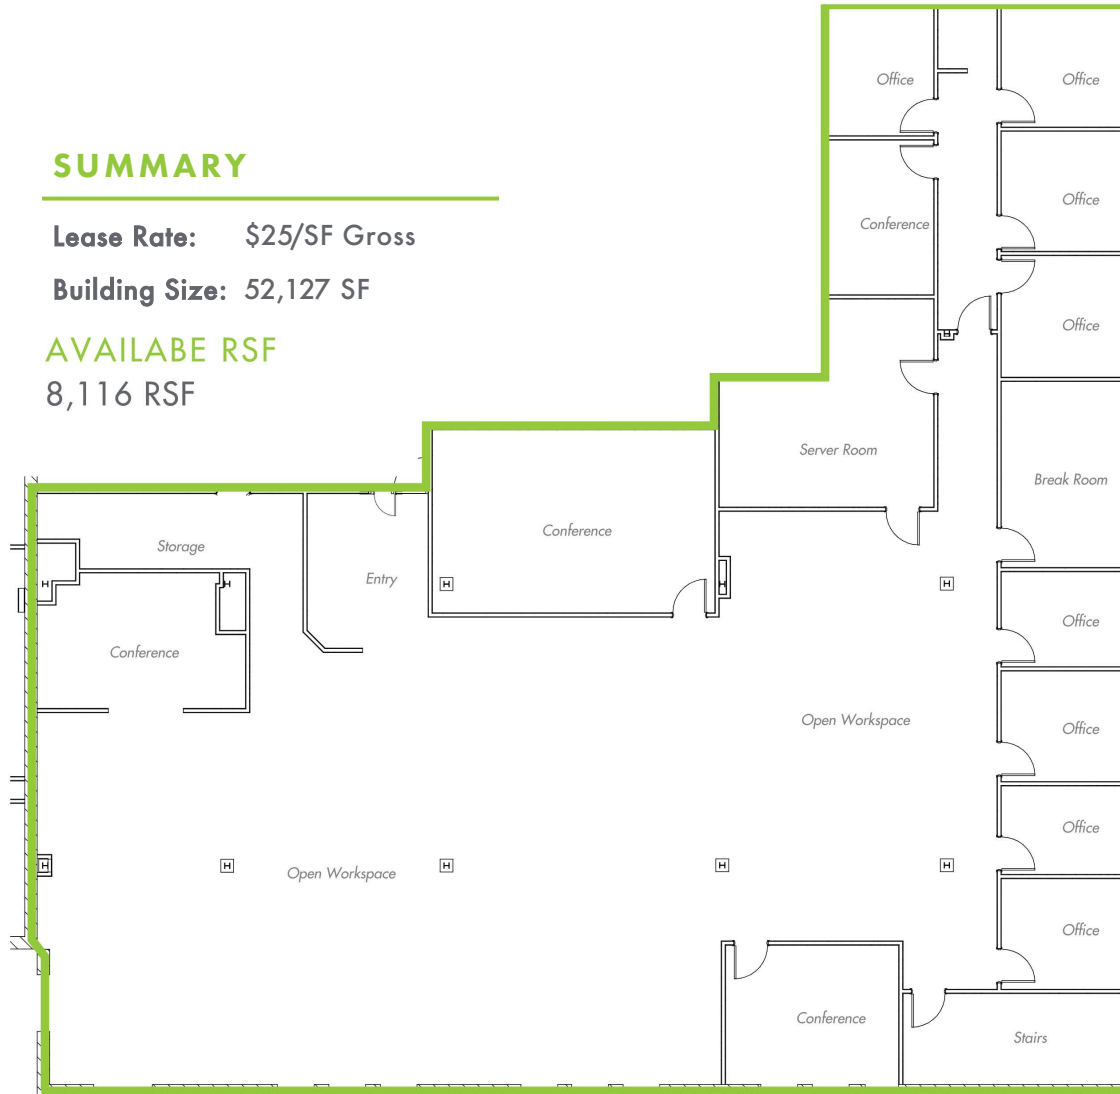 SUMMARY
Lease Rate: $25/SF Gross
Building Size: 52,127 SF
AVAILABE RSF
8,116 RSF
Office
Office
Office
Conference
Office
Server Room
Break Room
Conference
Storage
Entry
Office
Conference
Open Workspace
Office
Office
Open Workspace
Office
Conference
Stairs
H
H
H
H
H
H
H
H
H
H
H